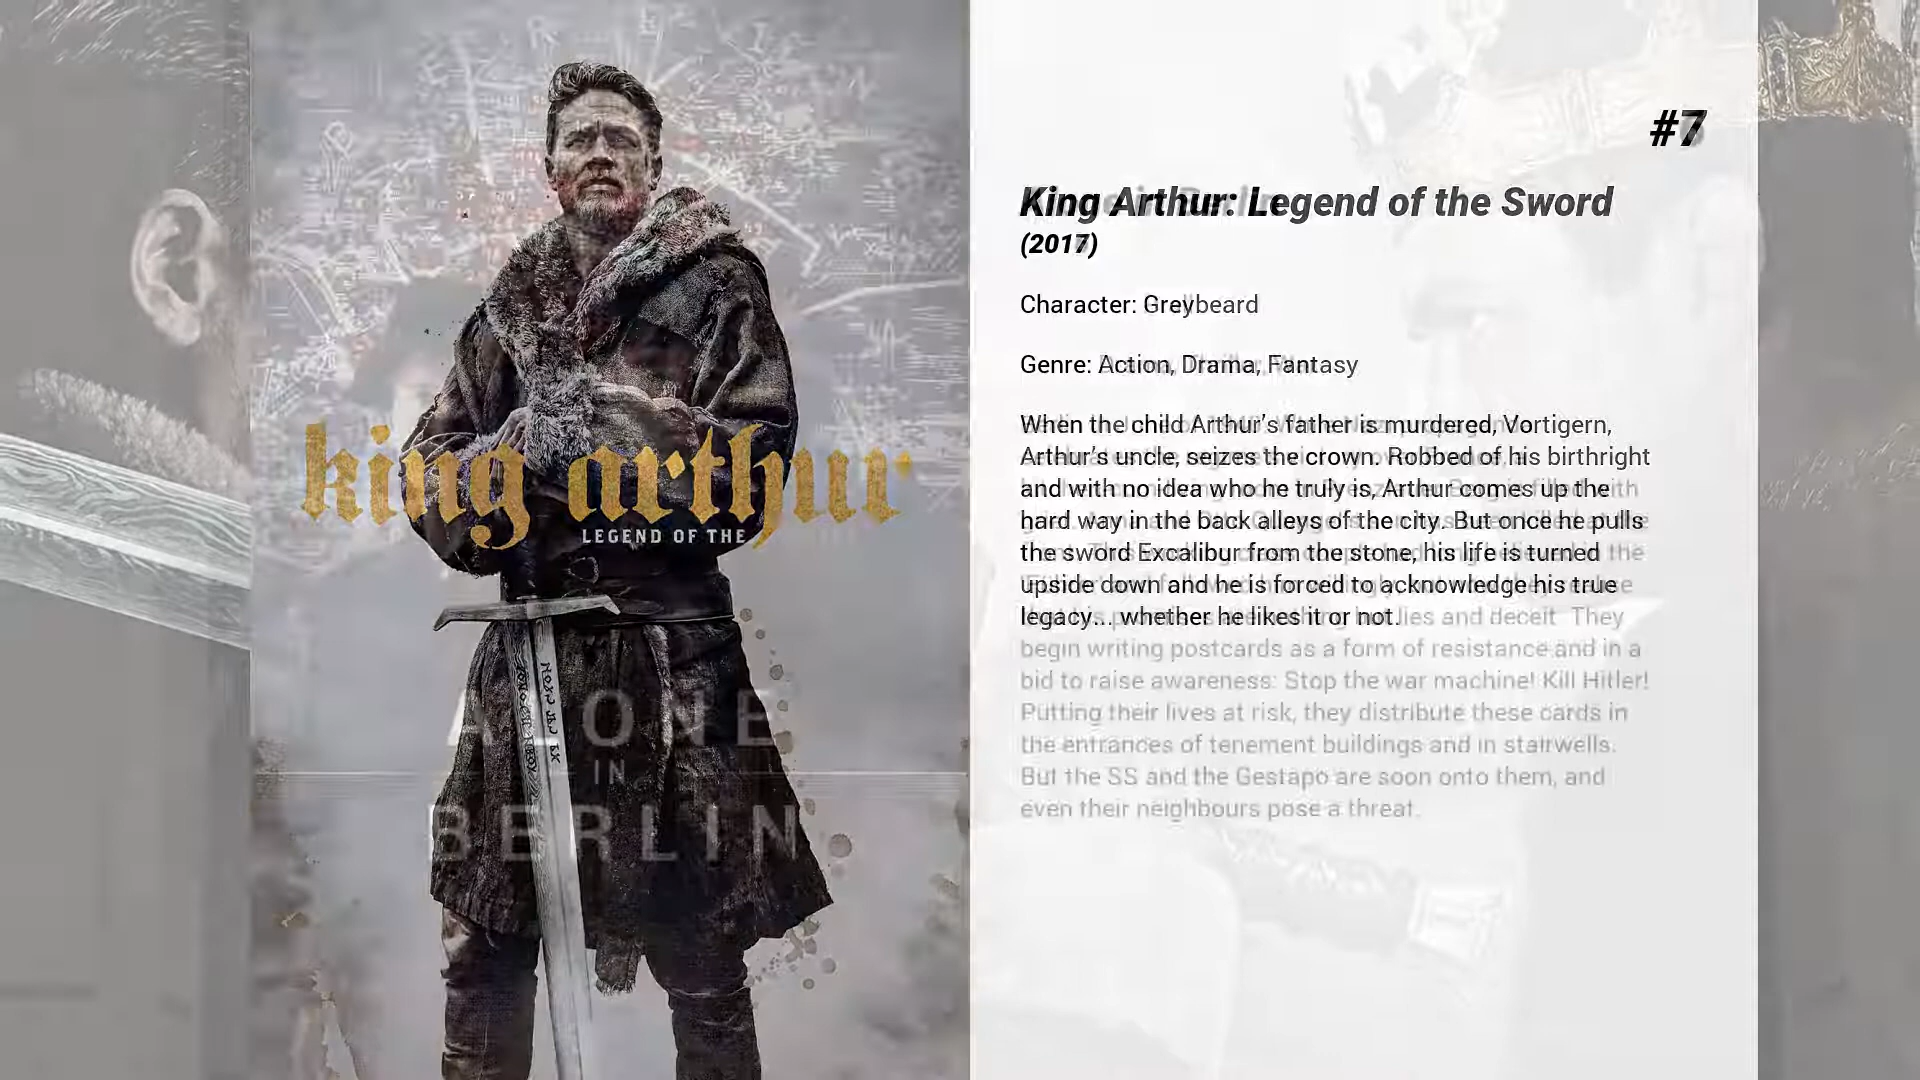 king arthur
LEGEND OF THE
ALONE
IN
BERLIN
#7
King Arthur: Legend of the Sword
(2017)
Character: Greybeard
Genre: Action, Drama, Fantasy
When the child Arthur's father is murdered, Vortigern,
Arthur's uncle, seizes the crown. Robbed of his birthright
and with no idea who he truly is, Arthur comes up the
hard way in the back alleys of the city. But once he pulls
the sword Excalibur from the stone, his life is turned
upside down and he is forced to acknowledge his true
legacy... whether he likes it or not.
lies and deceit. They
begin writing postcards as a form of resistance and in a
bid to raise awareness: Stop the war machine! Kill Hitler!
Putting their lives at risk, they distribute these cards in
the entrances of tenement buildings and in stairwells.
But the SS and the Gestapo are soon onto them, and
even their neighbours pose a threat.